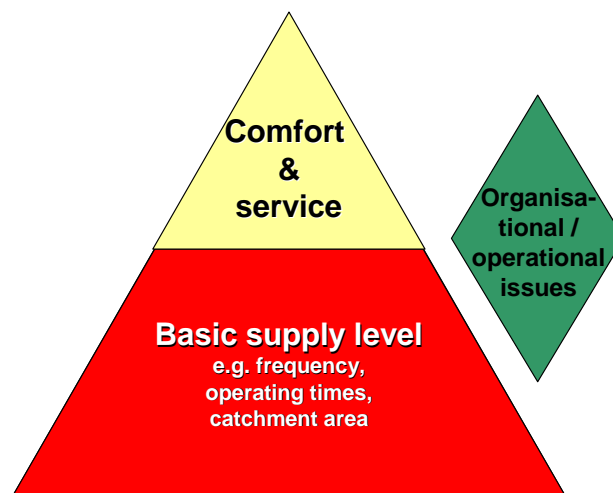 Comfort
&
service
Organisa-
tional /
operational
issues
Basic supply level
e.g. frequency,
operating times,
catchment area